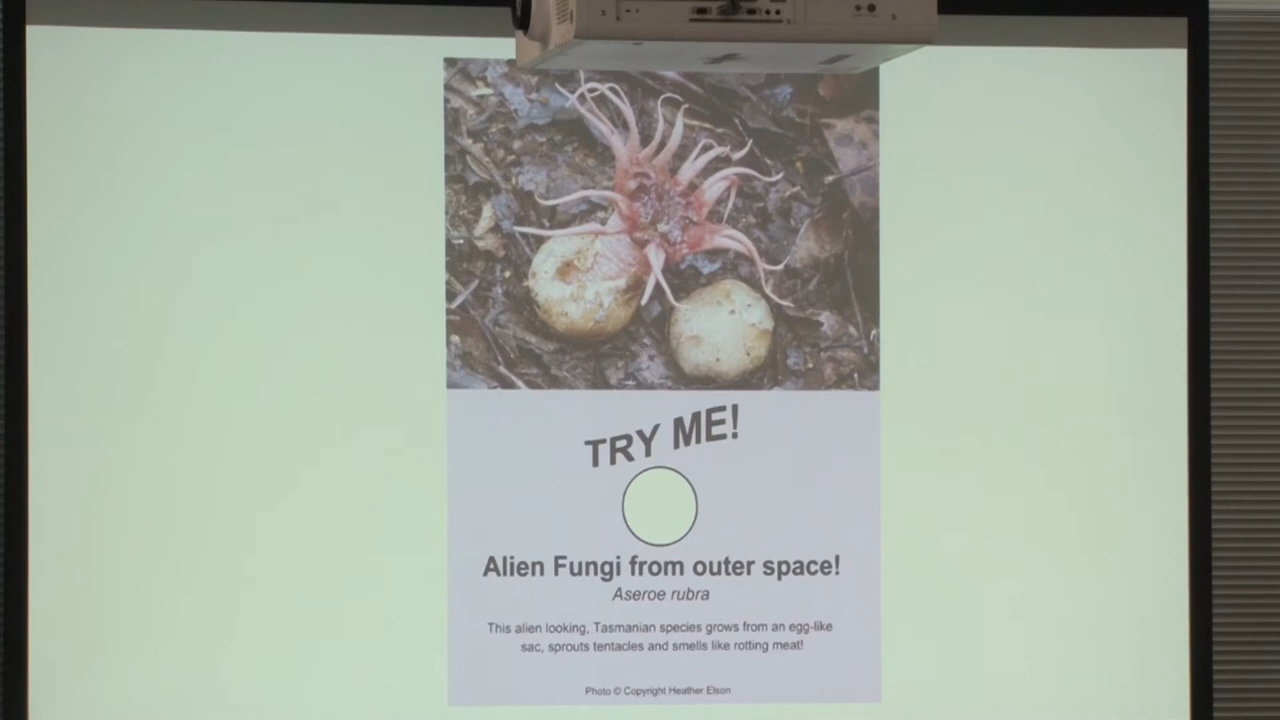 TRY ME!
Alien Fungi from outer space!
Aseroe rubra
This alien looking, Tasmanian species grows from an egg-like
sac, sprouts tentacles and smells like rotting meat!
Photo © Copyright Heather Elson